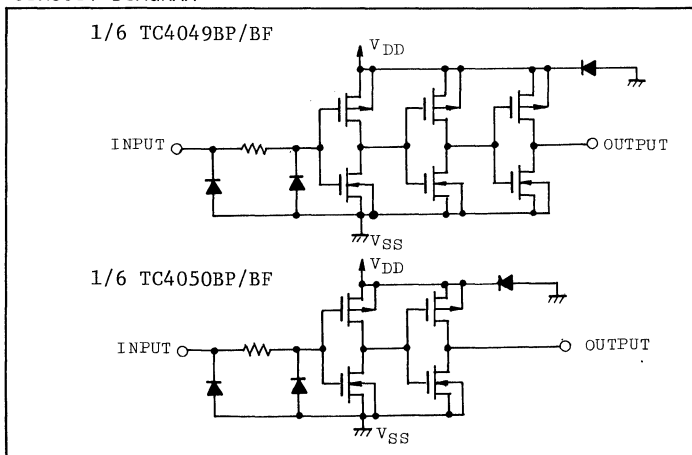 1/6 TC4049BP/BF
VDD
INPUT
OUTPUT
VSS
1/6 TC4050BP/BF
VDD
INPUT
OUTPUT
VSS